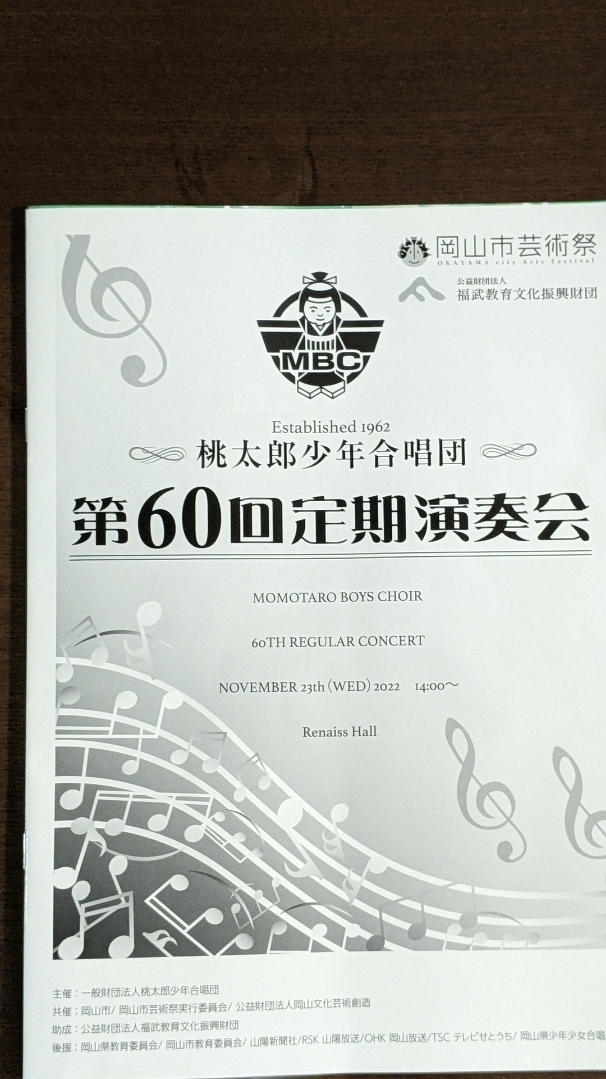 岡山市芸術祭
OKAYAMA city Arts Festival
公益財団法人
福武教育文化振興財団
MBC
Established 1962
桃太郎少年合唱団
第60回定期演奏会
MOMOTARO BOYS CHOIR
60TH REGULAR CONCERT
NOVEMBER 23th (WED) 2022 14:00〜
Renaiss Hall
主催：一般財団法人桃太郎少年合唱団
共催：岡山市/ 岡山市芸術祭実行委員会/ 公益財団法人岡山文化芸術創造
助成：公益財団法人福武教育文化振興財団
後援：岡山県教育委員会/ 岡山市教育委員会/ 山陽新聞社/RSK 山陽放送/OHK 岡山放送/TSC テレビせとうち/ 岡山県少年少女合唱